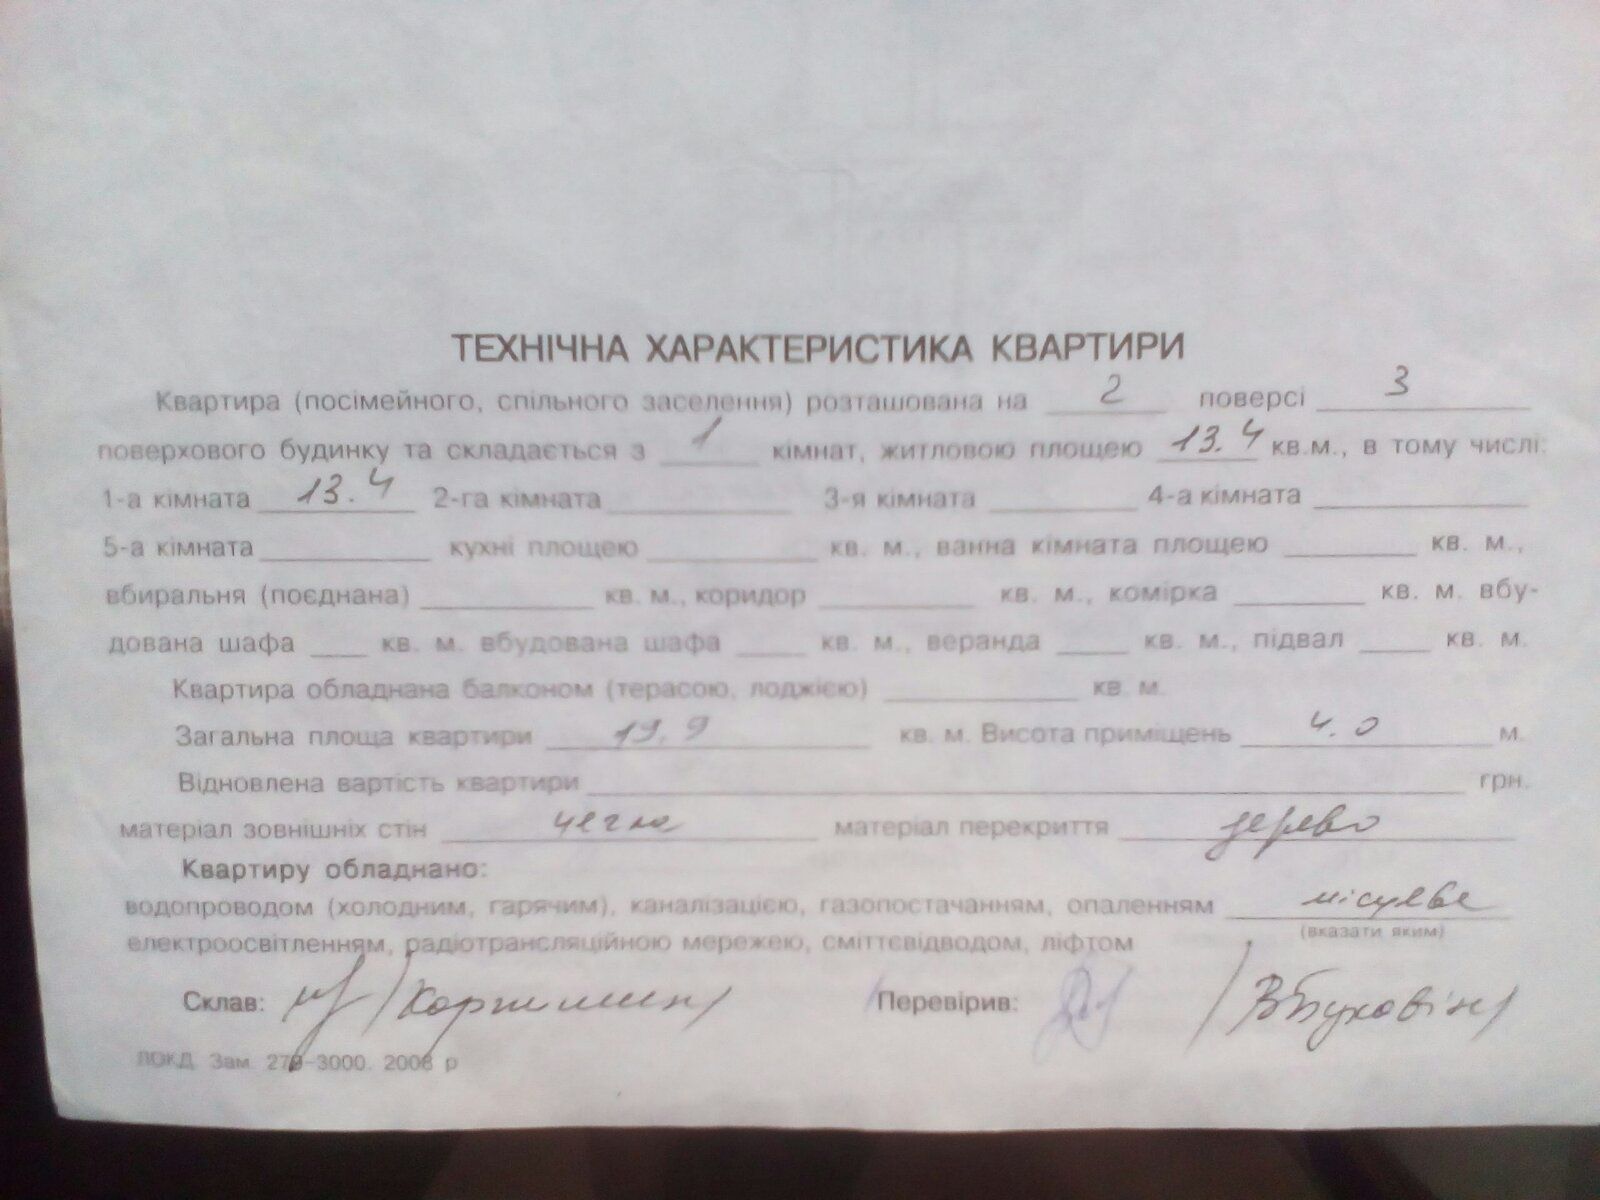 ТЕХНІЧНА ХАРАКТЕРИСТИКА КВАРТИРИ
Квартира (посімейного, спільного заселення) розташована на 2 поверсі 3
поверхового будинку та складається з 1 кімнат, житловою площею 13.4 кв.м., в тому числі:
1-а кімната 13.4 2-га кімната 3-я кімната 4-а кімната
5-а кімната кухні площею кв. м., ванна кімната площею кв. м.,
вбиральня (поєднана) кв. м., коридор кв. м., комірка кв. м. вбу-
дована шафа кв. м. вбудована шафа кв. м., веранда кв. м., підвал кв. м.
Квартира обладнана балконом (терасою, лоджією) кв. м.
Загальна площа квартири 19.9 кв. м. Висота приміщень 4.0 м.
Відновлена вартість квартири грн.
матеріал зовнішніх стін цегла матеріал перекриття дерево
Квартиру обладнано:
водопроводом (холодним, гарячим), каналізацією, газопостачанням, опаленням місцеве
(вказати яким)
електроосвітленням, радіотрансляційною мережею, сміттєвідводом, ліфтом
Склав: Перевірив:
Зам. 279-3000. 2008 р